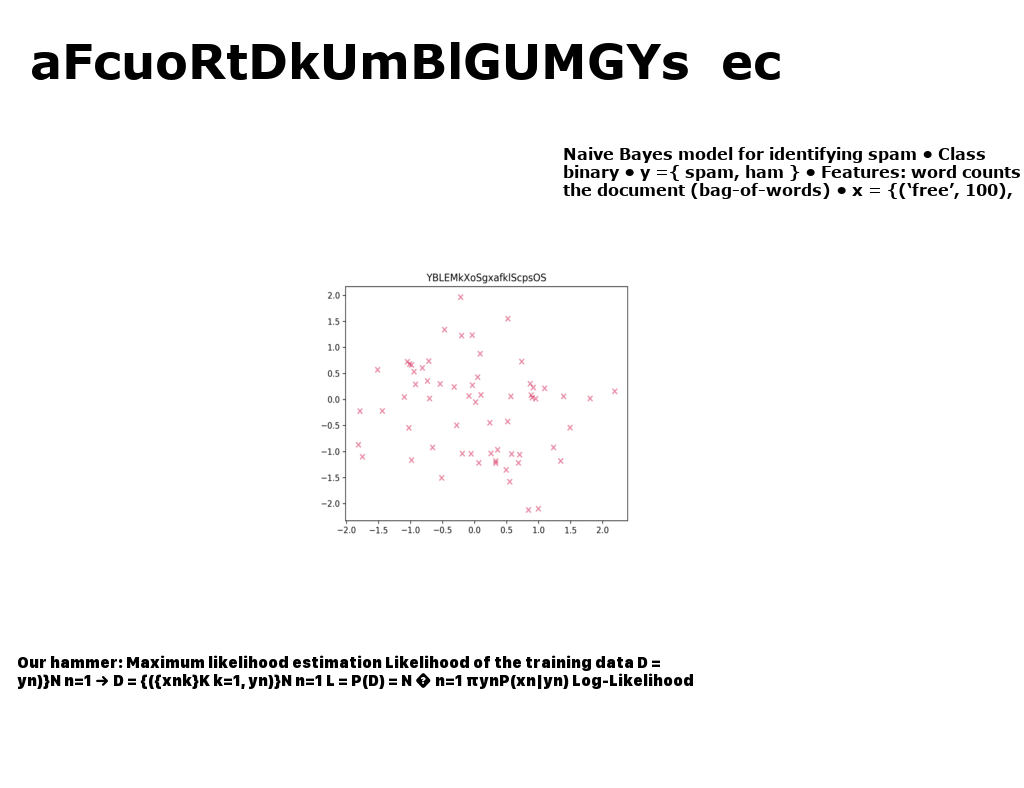 aFcuoRtDkUmBlGUMGYs ec
Naive Bayes model for identifying spam • Class
binary • y ={ spam, ham } • Features: word counts
the document (bag-of-words) • x = {(‘free’, 100),
YBLEMkXoSgxafklScpsOS
2.0
1.5
1.0
0.5
0.0
−0.5
−1.0
−1.5
−2.0
−2.0 −1.5 −1.0 −0.5 0.0 0.5 1.0 1.5 2.0
Our hammer: Maximum likelihood estimation Likelihood of the training data D =
yn)}N n=1 → D = {({xnk}K k=1, yn)}N n=1 L = P(D) = N � n=1 πynP(xn|yn) Log-Likelihood